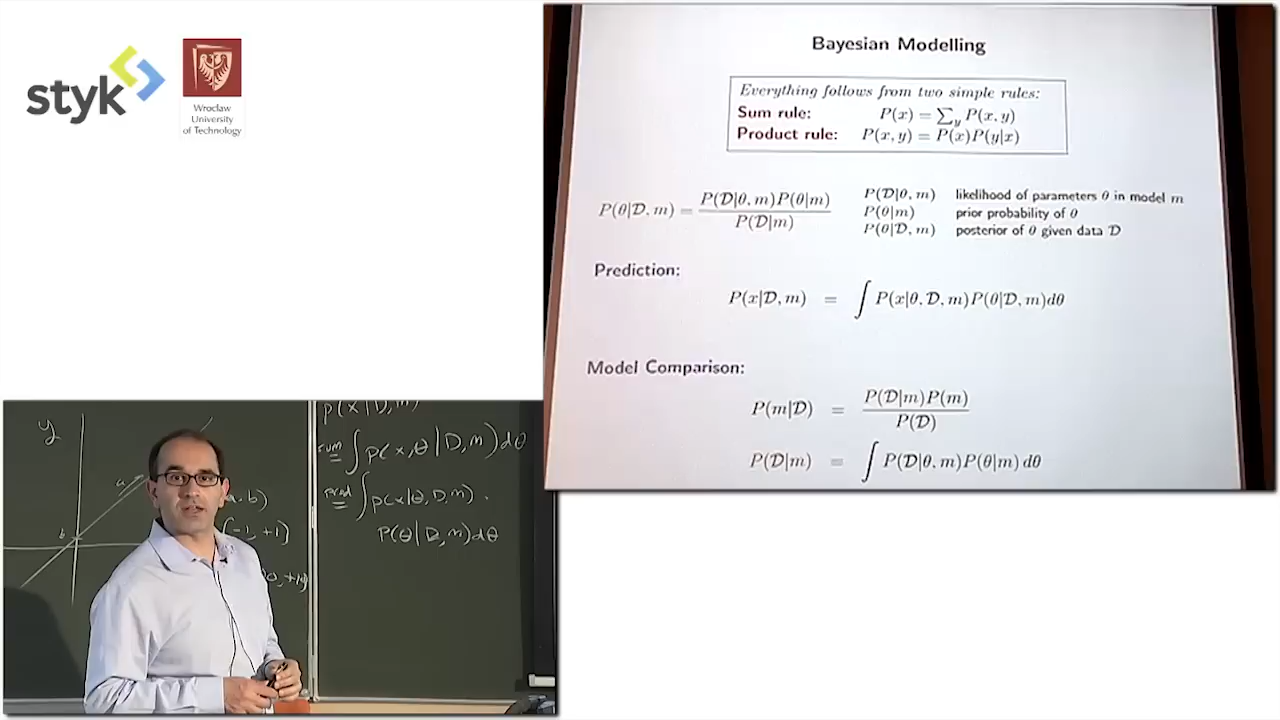 styk
Wroclaw
University
of Technology
Bayesian Modelling
Everything follows from two simple rules:
Sum rule: P(x) = ∑_y P(x, y)
Product rule: P(x, y) = P(x)P(y|x)
P(θ|D, m) = P(D|θ, m)P(θ|m) / P(D|m)
P(D|θ, m) likelihood of parameters θ in model m
P(θ|m) prior probability of θ
P(θ|D, m) posterior of θ given data D
Prediction:
P(x|D, m) = ∫ P(x|θ, D, m)P(θ|D, m)dθ
Model Comparison:
P(m|D) = P(D|m)P(m) / P(D)
P(D|m) = ∫ P(D|θ, m)P(θ|m) dθ
y
a
b
a, b)
[-1, +1]
P(x|D, m)
sum = ∫ p(x, θ|D, m)dθ
prod = ∫ p(x|θ, D, m) ·
P(θ|D, m)dθ